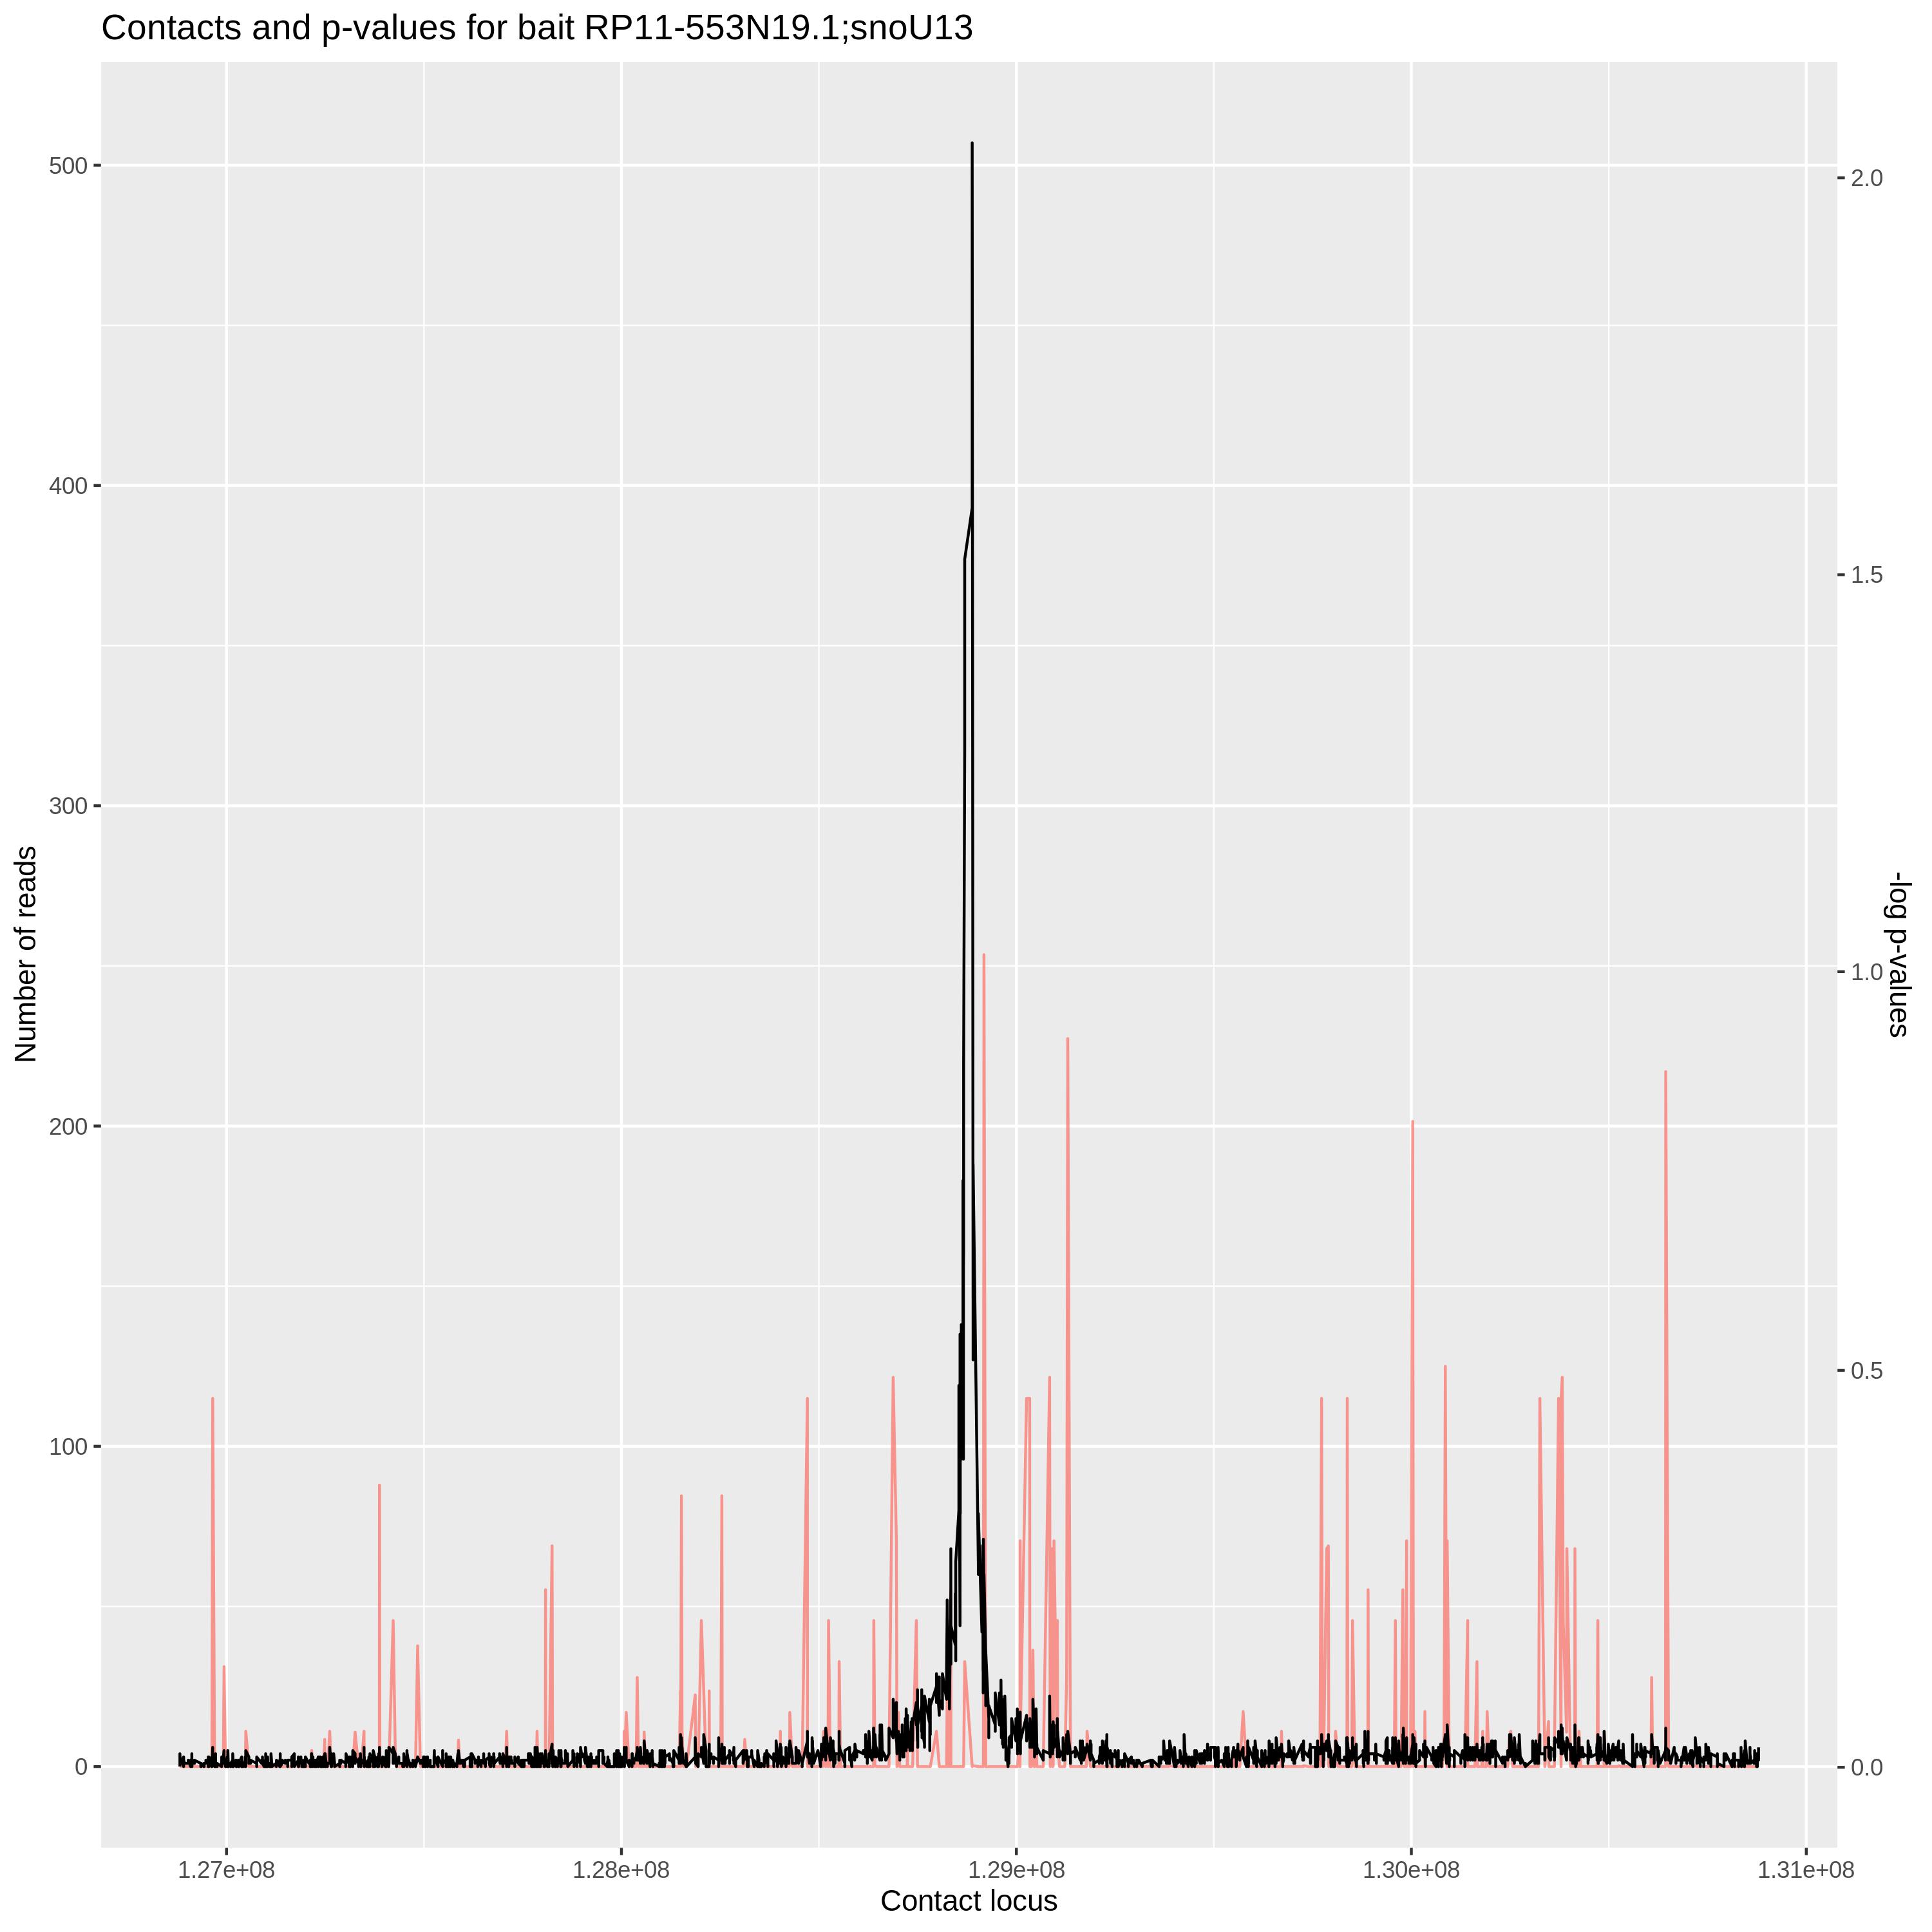 Contacts and p-values for bait RP11-553N19.1;snoU13
500
400
300
200
100
0
Number of reads
2.0
1.5
1.0
0.5
0.0
-log p-values
1.27e+08
1.28e+08
1.29e+08
1.30e+08
1.31e+08
Contact locus